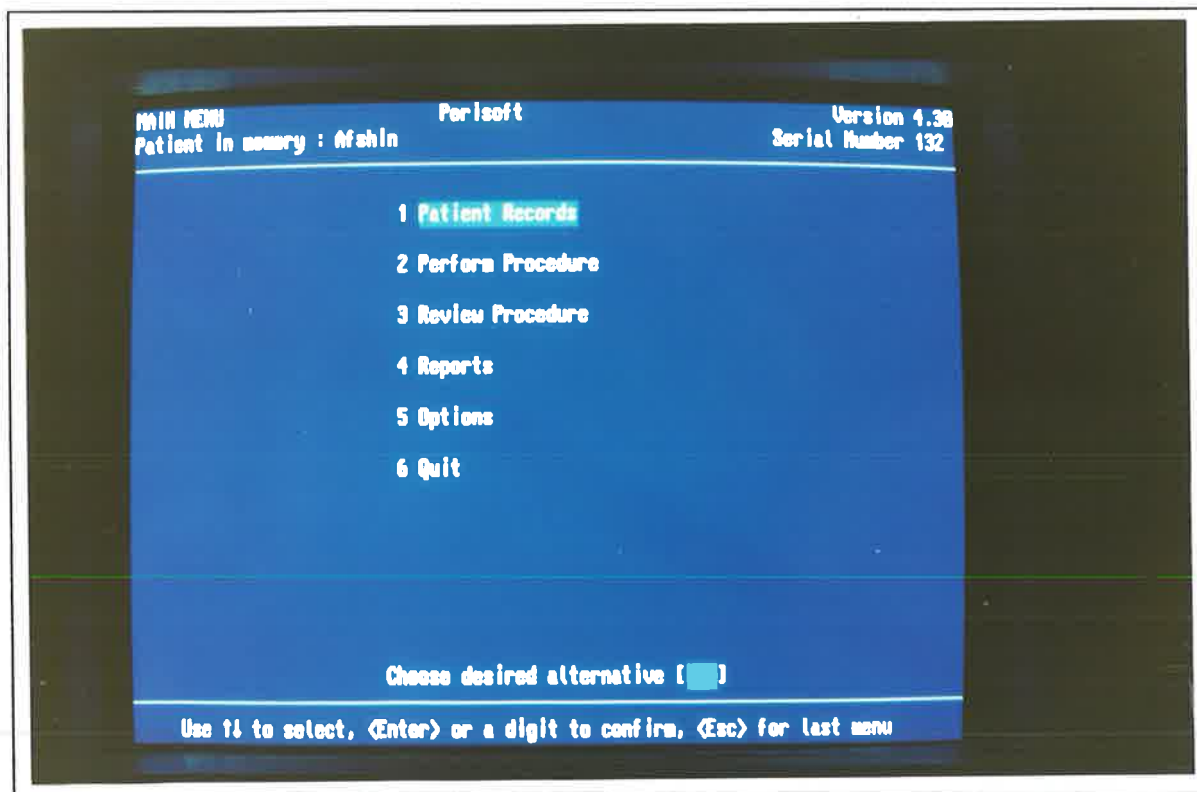 MAIN MENU Perisoft Version 4.30
Patient in memory : Afshin Serial Number 132
1 Patient Records
2 Perform Procedure
3 Review Procedure
4 Reports
5 Options
6 Quit
Choose desired alternative [ ]
Use ↑↓ to select, <Enter> or a digit to confirm, <Esc> for last menu